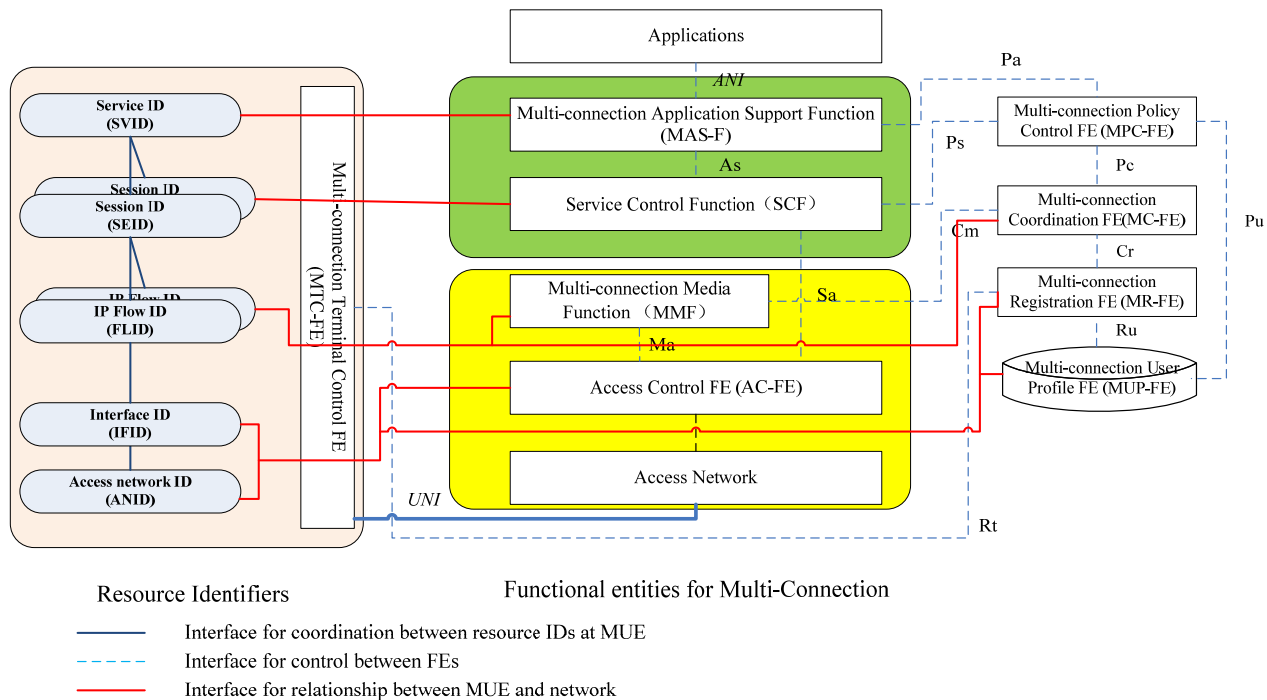 Applications
ANI
Pa
Service ID
(SVID)
Multi-connection Application Support Function
(MAS-F)
Multi-connection Policy
Control FE (MPC-FE)
As
Ps
Pc
Session ID
Session ID
(SEID)
Service Control Function（SCF）
Multi-connection
Coordination FE(MC-FE)
Cm
Pu
Cr
Multi-connection Terminal Control FE
(MTC-FE)
IP Flow ID
IP Flow ID
(FLID)
Multi-connection Media
Function（MMF）
Sa
Multi-connection
Registration FE (MR-FE)
Ma
Ru
Access Control FE (AC-FE)
Multi-connection User
Profile FE (MUP-FE)
Interface ID
(IFID)
Access network ID
(ANID)
Access Network
UNI
Rt
Resource Identifiers
Functional entities for Multi-Connection
Interface for coordination between resource IDs at MUE
Interface for control between FEs
Interface for relationship between MUE and network